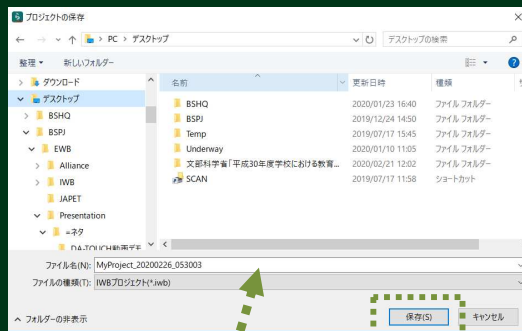 プロジェクトの保存
PC > デスクトップ
デスクトップの検索
整理 新しいフォルダー
名前 更新日時 種類
ダウンロード
デスクトップ
BSHQ
BSPJ
EWB
Alliance
IWB
JAPET
Presentation
=ネタ
DA-TOUCH動画デモ
BSHQ 2020/01/23 16:40 ファイル フォルダー
BSPJ 2019/12/24 14:50 ファイル フォルダー
Temp 2019/07/17 15:45 ファイル フォルダー
Underway 2020/01/10 11:05 ファイル フォルダー
文部科学省「平成30年度学校における教育... 2020/02/21 12:02 ファイル フォルダー
SCAN 2019/07/17 11:58 ショートカット
ファイル名(N): MyProject_20200226_053003
ファイルの種類(T): IWBプロジェクト(*.iwb)
フォルダーの非表示 保存(S) キャンセル